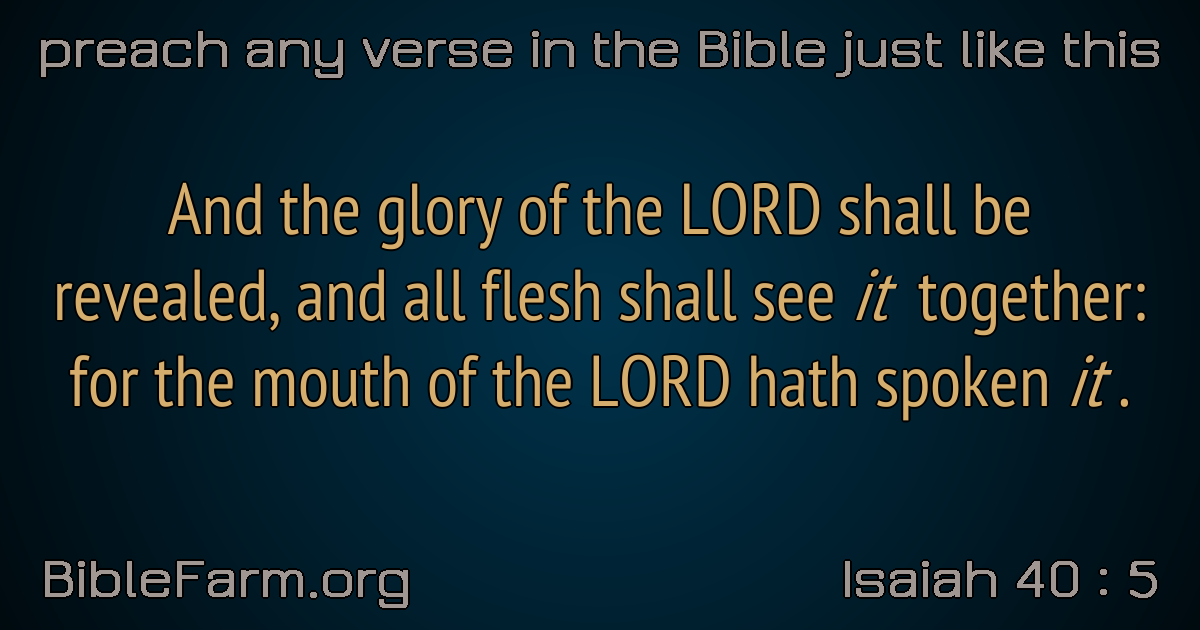 preach any verse in the Bible just like this
And the glory of the LORD shall be
revealed, and all flesh shall see it together:
for the mouth of the LORD hath spoken it.
BibleFarm.org
Isaiah 40 : 5